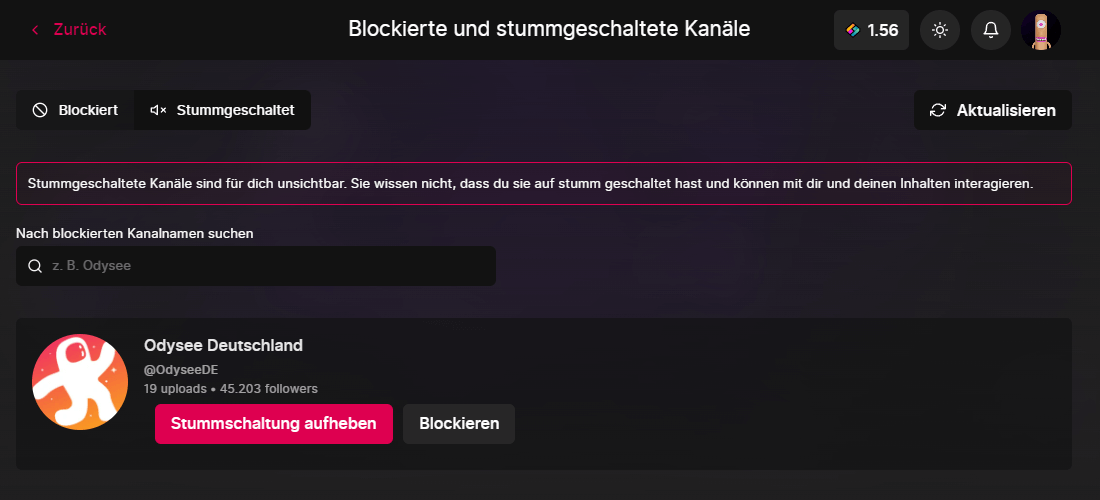 Zurück
Blockierte und stummgeschaltete Kanäle
1.56
Blockiert
Stummgeschaltet
Aktualisieren
Stummgeschaltete Kanäle sind für dich unsichtbar. Sie wissen nicht, dass du sie auf stumm geschaltet hast und können mit dir und deinen Inhalten interagieren.
Nach blockierten Kanalnamen suchen
z. B. Odysee
Odysee Deutschland
@OdyseeDE
19 uploads • 45.203 followers
Stummschaltung aufheben
Blockieren